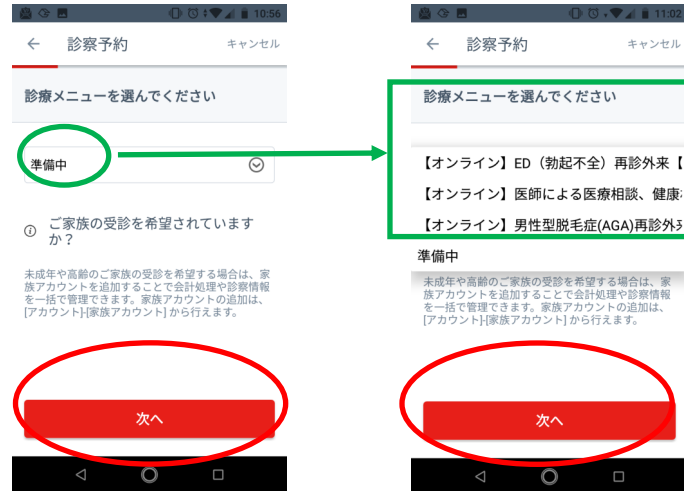 10:56
診察予約
キャンセル
診療メニューを選んでください
準備中
ご家族の受診を希望されています
か？
未成年や高齢のご家族の受診を希望する場合は、家
族アカウントを追加することで会計処理や診察情報
を一括で管理できます。家族アカウントの追加は、
[アカウント]-[家族アカウント] から行えます。
次へ
11:02
診察予約
キャンセル
診療メニューを選んでください
【オンライン】ED（勃起不全）再診外来【
【オンライン】医師による医療相談、健康
【オンライン】男性型脱毛症(AGA)再診外
準備中
未成年や高齢のご家族の受診を希望する場合は、家
族アカウントを追加することで会計処理や診察情報
を一括で管理できます。家族アカウントの追加は、
[アカウント]-[家族アカウント] から行えます。
次へ